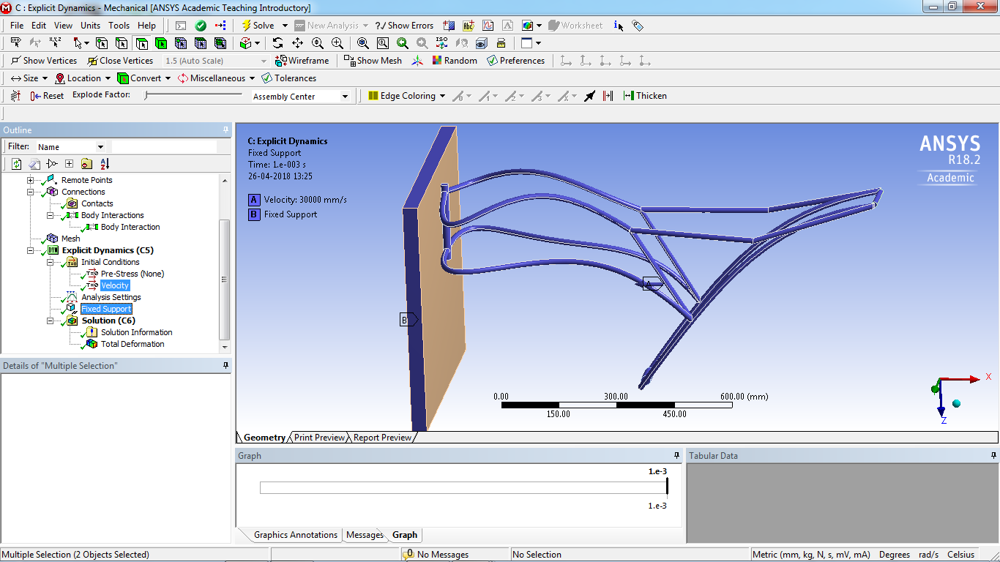 C : Explicit Dynamics - Mechanical [ANSYS Academic Teaching Introductory]
File Edit View Units Tools Help Solve New Analysis ?/ Show Errors Worksheet
Show Vertices Close Vertices 1.5 (Auto Scale) Wireframe Show Mesh Random Preferences
Size Location Convert Miscellaneous Tolerances
Reset Explode Factor: Assembly Center Edge Coloring Thicken
Outline
Filter: Name
Remote Points
Connections
Contacts
Body Interactions
Body Interaction
Mesh
Explicit Dynamics (C5)
Initial Conditions
Pre-Stress (None)
Velocity
Analysis Settings
Fixed Support
Solution (C6)
Solution Information
Total Deformation
Details of "Multiple Selection"
C: Explicit Dynamics
Fixed Support
Time: 1.e-003 s
26-04-2018 13:25
A Velocity: 30000 mm/s
B Fixed Support
ANSYS
R18.2
Academic
A
B
0.00 300.00 600.00 (mm)
150.00 450.00
X
Z
Geometry Print Preview Report Preview
Graph
1.e-3
1.e-3
Graphics Annotations Messages Graph
Tabular Data
Multiple Selection (2 Objects Selected) 0 No Messages No Selection Metric (mm, kg, N, s, mV, mA) Degrees rad/s Celsius